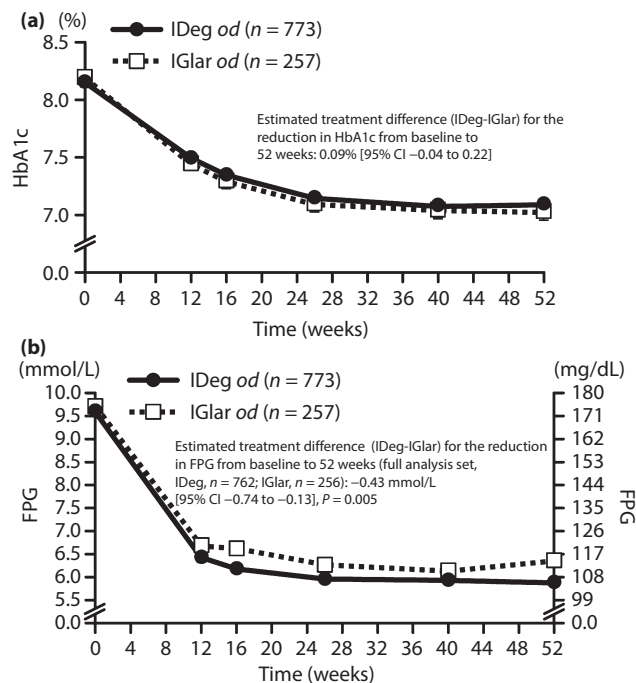 (a) (%)
IDeg od (n = 773)
IGlar od (n = 257)
8.5
8.0
7.5
7.0
0.0
HbA1c
Estimated treatment difference (IDeg-IGlar) for the
reduction in HbA1c from baseline to
52 weeks: 0.09% [95% CI −0.04 to 0.22]
0 4 8 12 16 20 24 28 32 36 40 44 48 52
Time (weeks)
(b)
(mmol/L) (mg/dL)
IDeg od (n = 773)
IGlar od (n = 257)
10.0 180
9.5 171
9.0 162
8.5 153
8.0 144
7.5 135
7.0 126
6.5 117
6.0 108
5.5 99
0.0 0.0
FPG
FPG
Estimated treatment difference (IDeg-IGlar) for the reduction
in FPG from baseline to 52 weeks (full analysis set,
IDeg, n = 762; IGlar, n = 256): −0.43 mmol/L
[95% CI −0.74 to −0.13], P = 0.005
0 4 8 12 16 20 24 28 32 36 40 44 48 52
Time (weeks)